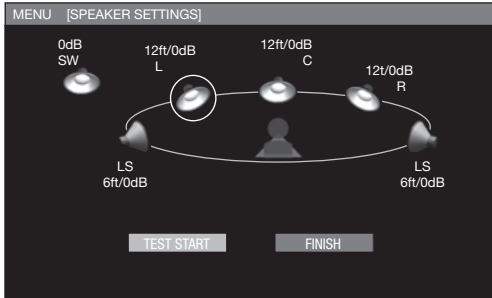 MENU [SPEAKER SETTINGS]
0dB
SW
12ft/0dB
L
12ft/0dB
C
12t/0dB
R
LS
6ft/0dB
LS
6ft/0dB
TEST START
FINISH